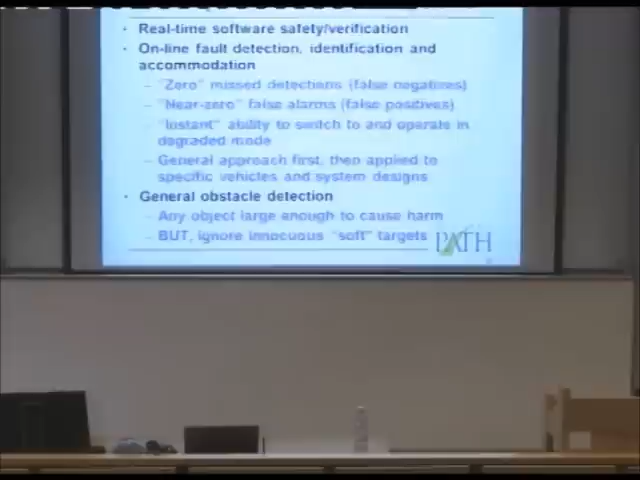 · Real-time software safety/verification
· On-line fault detection, identification and
accommodation
– "Zero" missed detections (false negatives)
– "Near-zero" false alarms (false positives)
– "Instant" ability to switch to and operate in
degraded mode
– General approach first, then applied to
specific vehicles and system designs
· General obstacle detection
– Any object large enough to cause harm
– BUT, ignore innocuous "soft" targets
PATH